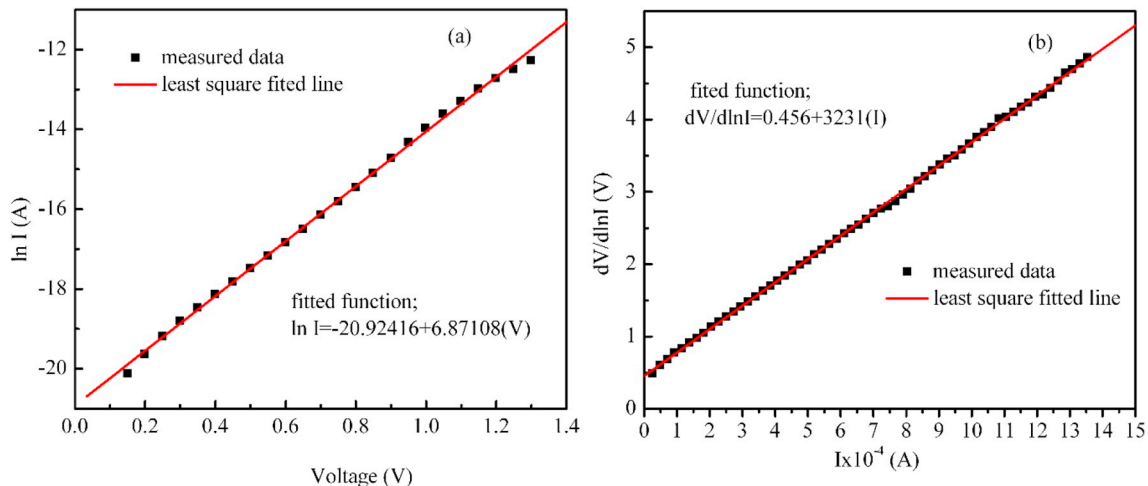 (a)
measured data
least square fitted line
fitted function;
ln I=-20.92416+6.87108(V)
ln I (A)
-12
-14
-16
-18
-20
0.0 0.2 0.4 0.6 0.8 1.0 1.2 1.4
Voltage (V)
(b)
fited function;
dV/dlnI=0.456+3231(I)
measured data
least square fitted line
dV/dlnI (V)
5
4
3
2
1
0
0 1 2 3 4 5 6 7 8 9 10 11 12 13 14 15
Ix10⁻⁴ (A)